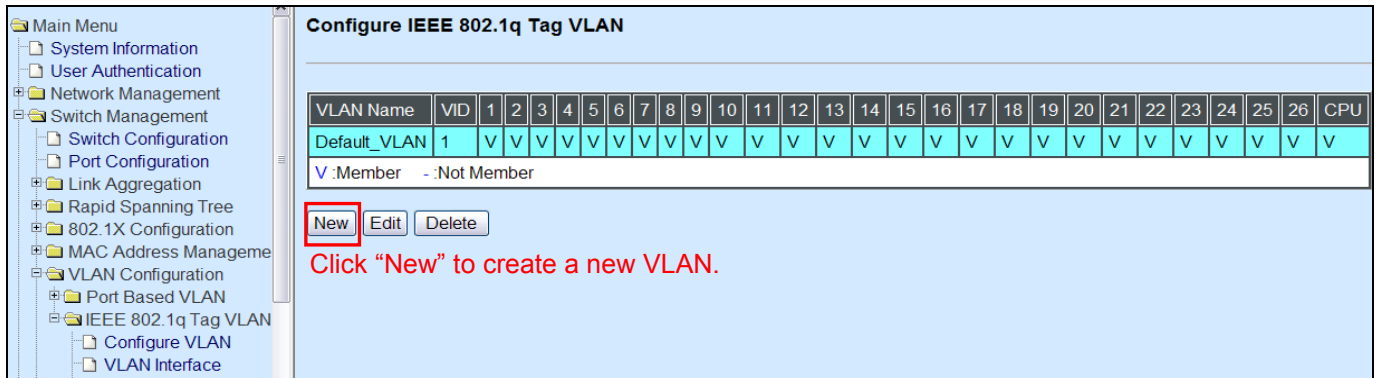 Main Menu
System Information
User Authentication
Network Management
Switch Management
Switch Configuration
Port Configuration
Link Aggregation
Rapid Spanning Tree
802.1X Configuration
MAC Address Manageme
VLAN Configuration
Port Based VLAN
IEEE 802.1q Tag VLAN
Configure VLAN
VLAN Interface
Configure IEEE 802.1q Tag VLAN
VLAN Name VID 1 2 3 4 5 6 7 8 9 10 11 12 13 14 15 16 17 18 19 20 21 22 23 24 25 26 CPU
Default_VLAN 1 V V V V V V V V V V V V V V V V V V V V V V V V V V V
V :Member - :Not Member
New Edit Delete
Click “New” to create a new VLAN.